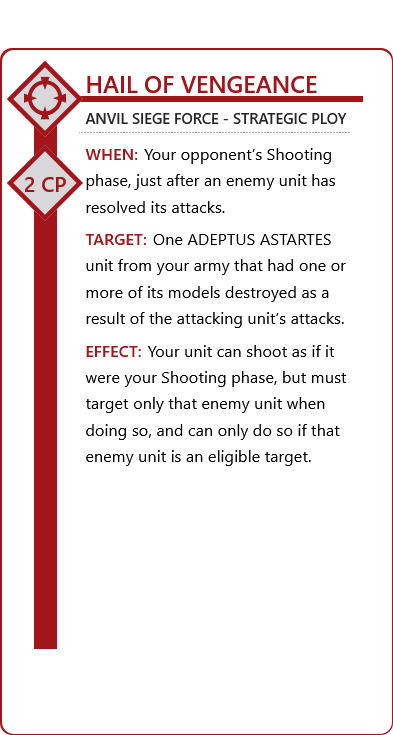 HAIL OF VENGEANCE
ANVIL SIEGE FORCE - STRATEGIC PLOY
2 CP
WHEN: Your opponent’s Shooting
phase, just after an enemy unit has
resolved its attacks.
TARGET: One ADEPTUS ASTARTES
unit from your army that had one or
more of its models destroyed as a
result of the attacking unit’s attacks.
EFFECT: Your unit can shoot as if it
were your Shooting phase, but must
target only that enemy unit when
doing so, and can only do so if that
enemy unit is an eligible target.